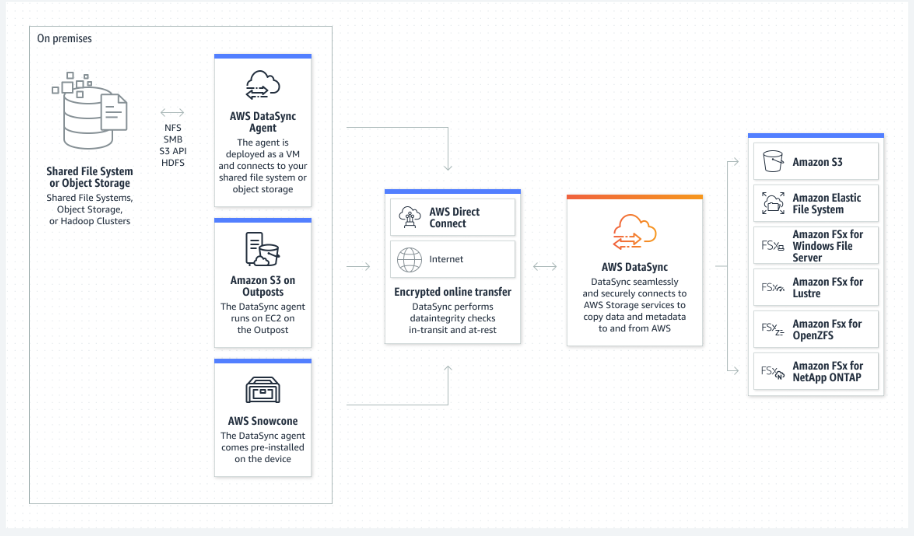 On premises
NFS
SMB
S3 API
HDFS
Shared File System
or Object Storage
Shared File Systems,
Object Storage,
or Hadoop Clusters
AWS DataSync
Agent
The agent is
deployed as a VM
and connects to your
shared file system or
object storage
Amazon S3 on
Outposts
The DataSync agent
runs on EC2 on
the Outpost
AWS Snowcone
The DataSync agent
comes pre-installed
on the device
AWS Direct
Connect
Internet
Encrypted online transfer
DataSync performs
dataintegrity checks
in-transit and at-rest
AWS DataSync
DataSync seamlessly
and securely connects to
AWS Storage services to
copy data and metadata
to and from AWS
Amazon S3
Amazon Elastic
File System
FSx
Amazon FSx for
Windows File
Server
FSx
Amazon FSx for
Lustre
FSx
Amazon Fsx for
OpenZFS
FSx
Amazon FSx for
NetApp ONTAP